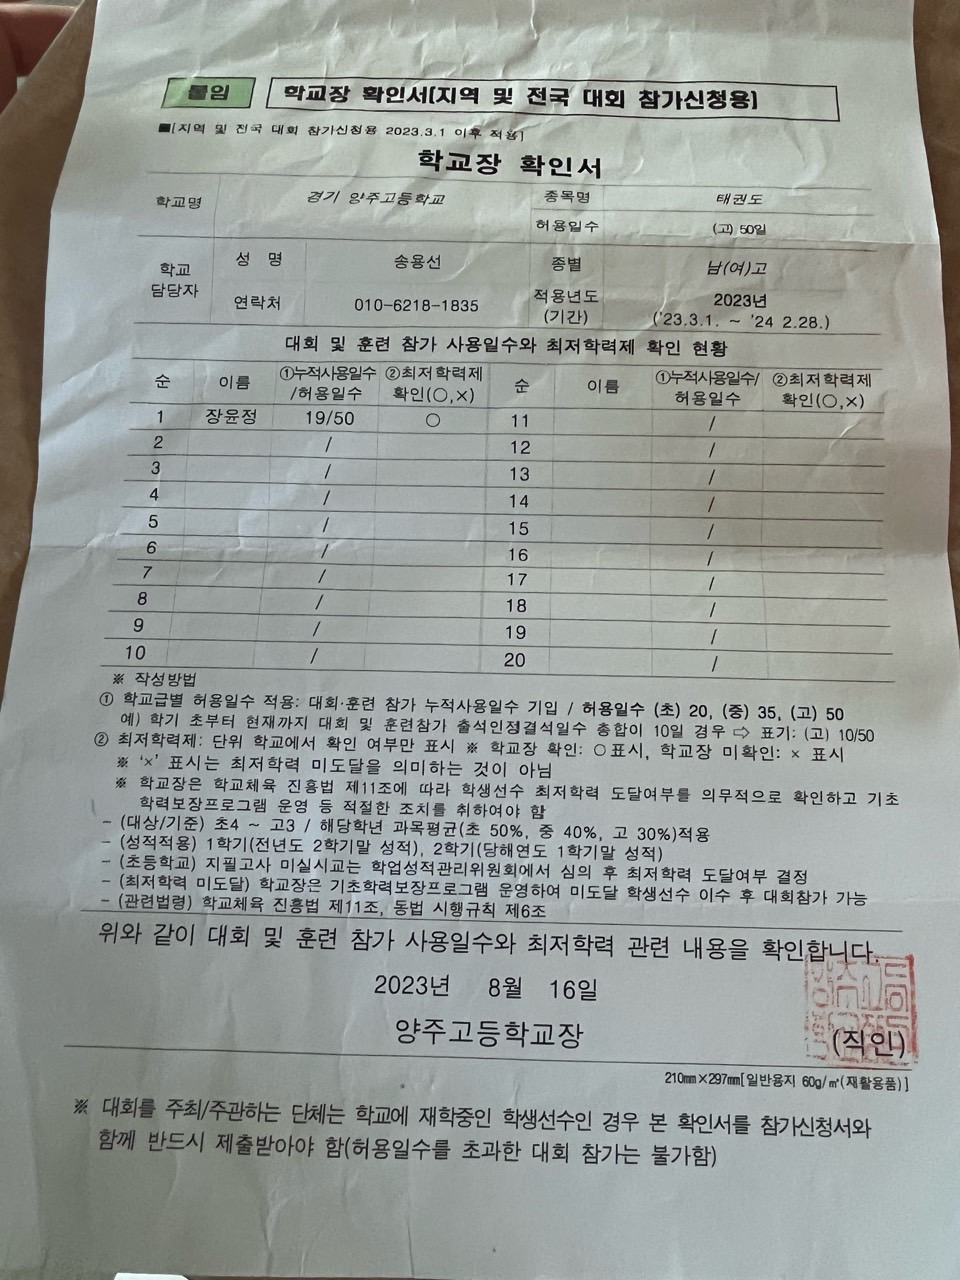 붙임
학교장 확인서(지역 및 전국 대회 참가신청용)
■[지역 및 전국 대회 참가신청용 2023.3.1 이후 적용]
학교장 확인서
학교명 경기 양주고등학교 종목명 태권도
허용일수 (고) 50일
학교 담당자 성 명 송용선 종별 남(여)고
연락처 010-6218-1835 적용년도 (기간) 2023년
('23.3.1. ~ '24 2.28.)
대회 및 훈련 참가 사용일수와 최저학력제 확인 현황
순 이름 ①누적사용일수 /허용일수 ②최저학력제 확인(○,×) 순 이름 ①누적사용일수/ 허용일수 ②최저학력제 확인(○,×)
1 장윤정 19/50 ○ 11 /
2 / 12 /
3 / 13 /
4 / 14 /
5 / 15 /
6 / 16 /
7 / 17 /
8 / 18 /
9 / 19 /
10 / 20 /
※ 작성방법
① 학교급별 허용일수 적용: 대회·훈련 참가 누적사용일수 기입 / 허용일수 (초) 20, (중) 35, (고) 50
예) 학기 초부터 현재까지 대회 및 훈련참가 출석인정결석일수 총합이 10일 경우 ⇨ 표기: (고) 10/50
② 최저학력제: 단위 학교에서 확인 여부만 표시 ※ 학교장 확인: ○표시, 학교장 미확인: × 표시
※ '×' 표시는 최저학력 미도달을 의미하는 것이 아님
※ 학교장은 학교체육 진흥법 제11조에 따라 학생선수 최저학력 도달여부를 의무적으로 확인하고 기초
학력보장프로그램 운영 등 적절한 조치를 취하여야 함
- (대상/기준) 초4 ~ 고3 / 해당학년 과목평균(초 50%, 중 40%, 고 30%)적용
- (성적적용) 1학기(전년도 2학기말 성적), 2학기(당해연도 1학기말 성적)
- (초등학교) 지필고사 미실시교는 학업성적관리위원회에서 심의 후 최저학력 도달여부 결정
- (최저학력 미도달) 학교장은 기초학력보장프로그램 운영하여 미도달 학생선수 이수 후 대회참가 가능
- (관련법령) 학교체육 진흥법 제11조, 동법 시행규칙 제6조
위와 같이 대회 및 훈련 참가 사용일수와 최저학력 관련 내용을 확인합니다.
2023년 8월 16일
양주고등학교장
(직인)
210㎜×297㎜[일반용지 60g/㎡(재활용품)]
※ 대회를 주최/주관하는 단체는 학교에 재학중인 학생선수인 경우 본 확인서를 참가신청서와
함께 반드시 제출받아야 함(허용일수를 초과한 대회 참가는 불가함)